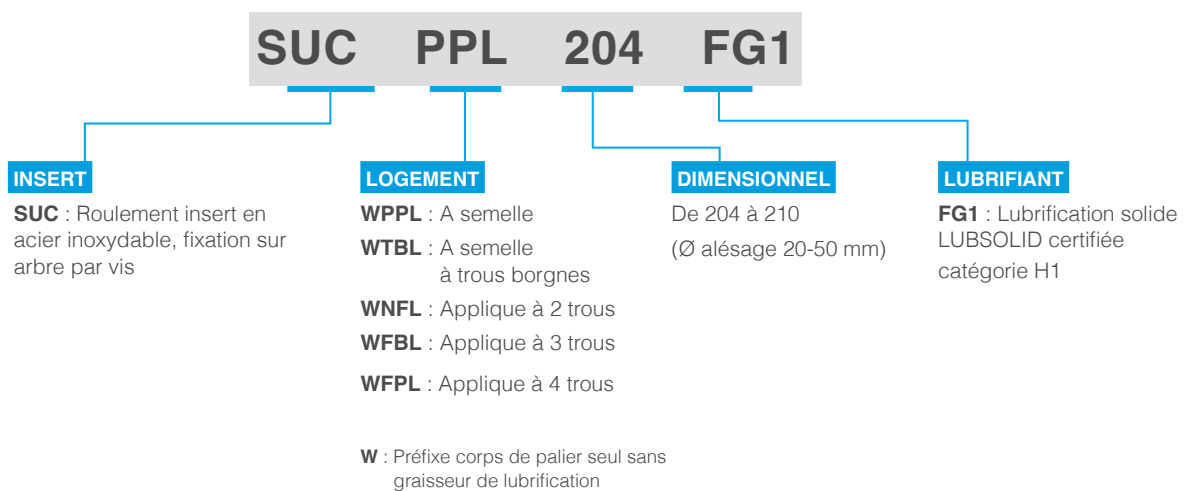 SUC PPL 204 FG1
INSERT
SUC : Roulement insert en
acier inoxydable, fixation sur
arbre par vis
LOGEMENT
WPPL : A semelle
WTBL : A semelle
à trous borgnes
WNFL : Applique à 2 trous
WFBL : Applique à 3 trous
WFPL : Applique à 4 trous
W : Préfixe corps de palier seul sans
graisseur de lubrification
DIMENSIONNEL
De 204 à 210
(Ø alésage 20-50 mm)
LUBRIFIANT
FG1 : Lubrification solide
LUBSOLID certifiée
catégorie H1